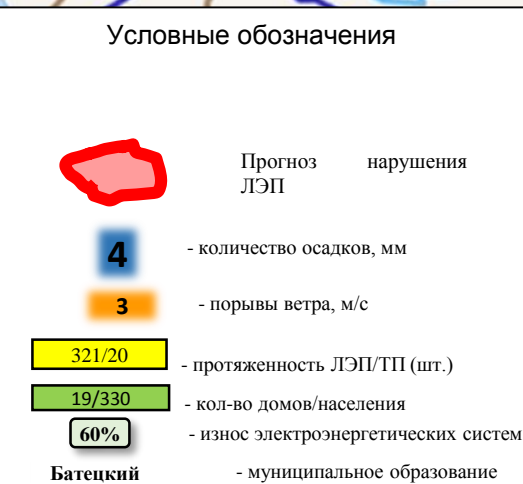 Условные обозначения
Прогноз нарушения
ЛЭП
4 - количество осадков, мм
3 - порывы ветра, м/с
321/20 - протяженность ЛЭП/ТП (шт.)
19/330 - кол-во домов/населения
60% - износ электроэнергетических систем
Батецкий - муниципальное образование